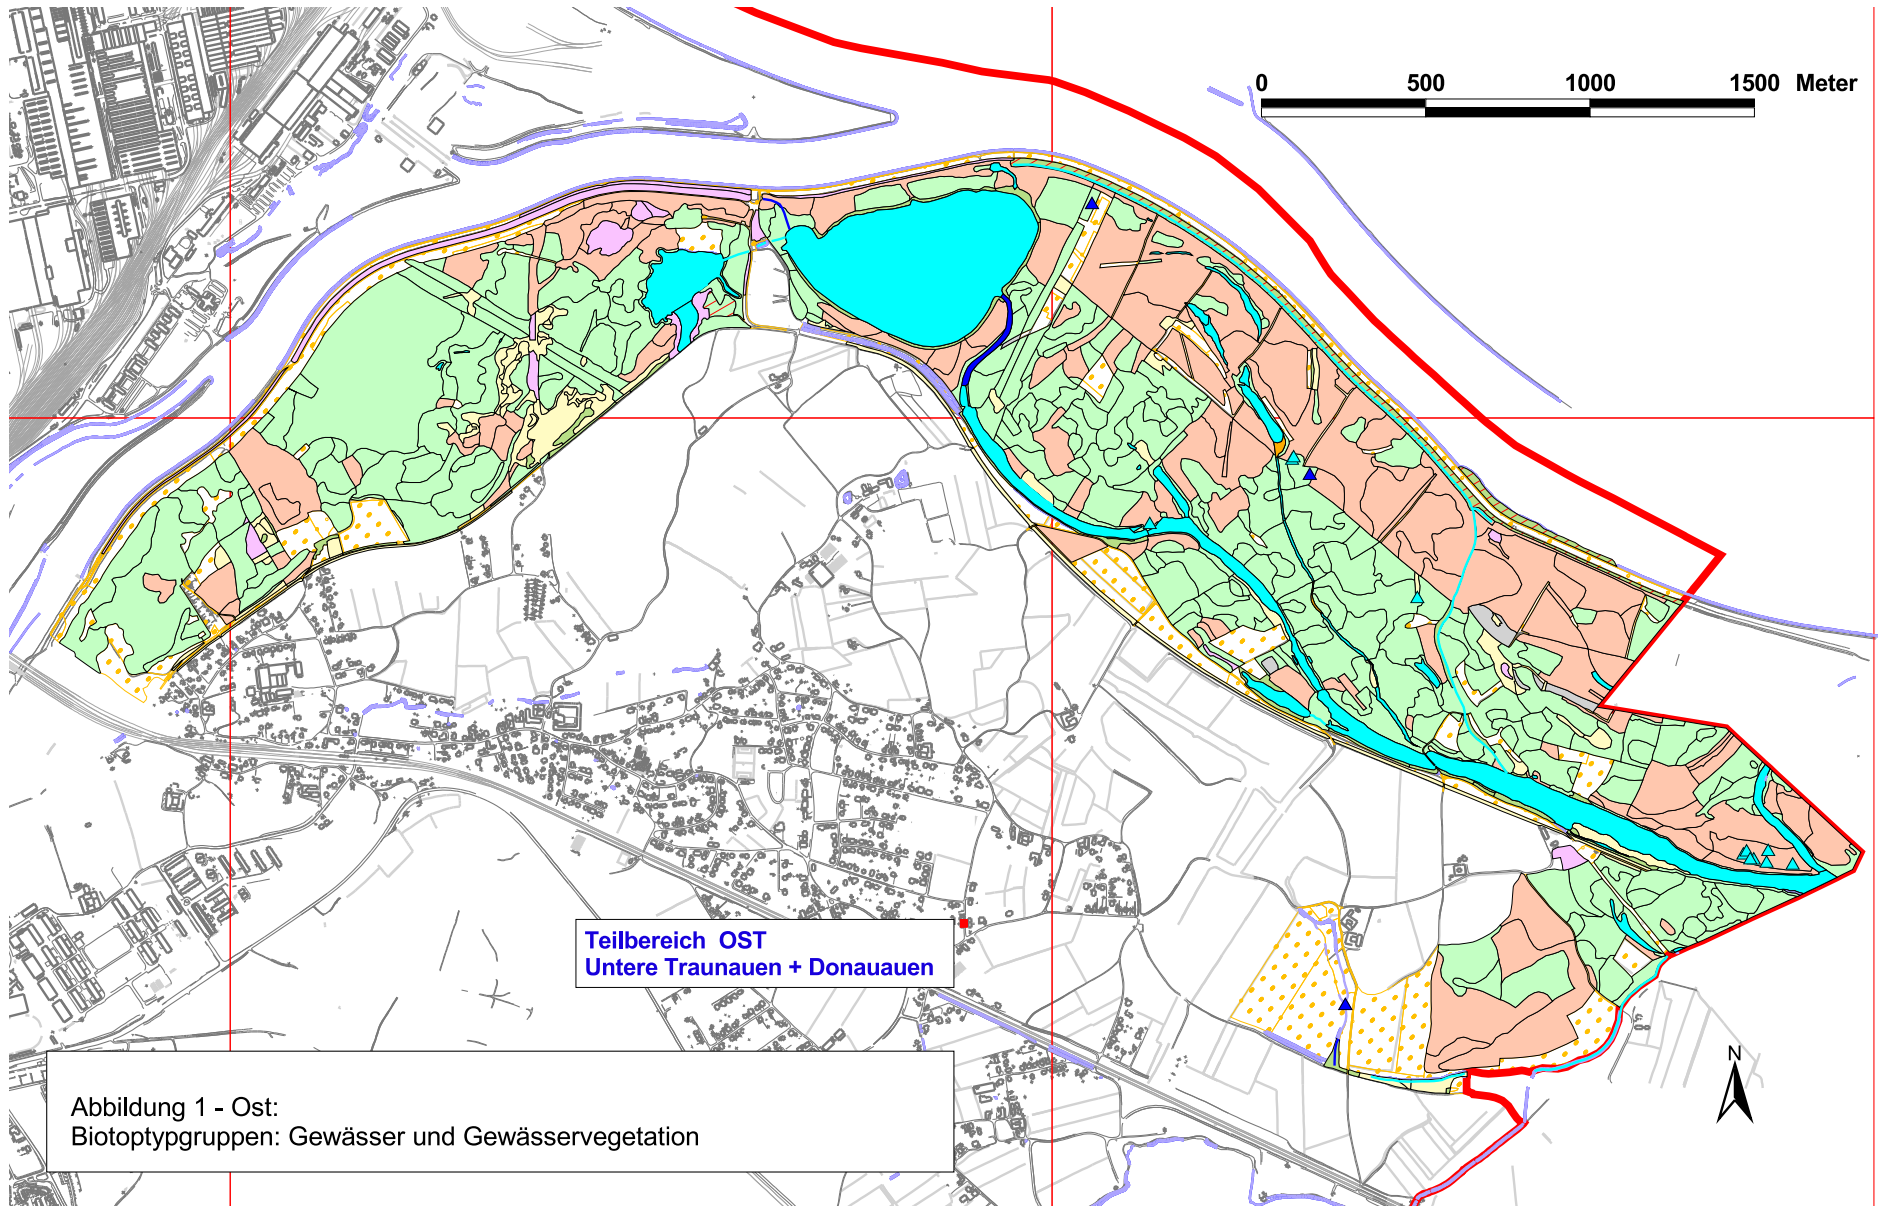 0 500 1000 1500 Meter
Teilbereich OST
Untere Traunauen + Donauauen
N
Abbildung 1 - Ost:
Biotoptypgruppen: Gewässer und Gewässervegetation